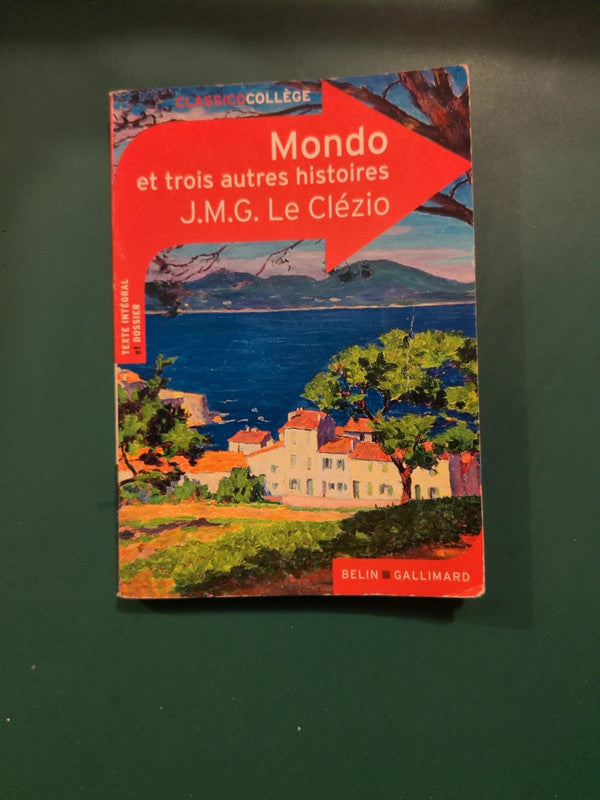 CLASSICOCOLLÈGE
Mondo
et trois autres histoires
J.M.G. Le Clézio
TEXTE INTÉGRAL
et DOSSIER
BELIN ■ GALLIMARD